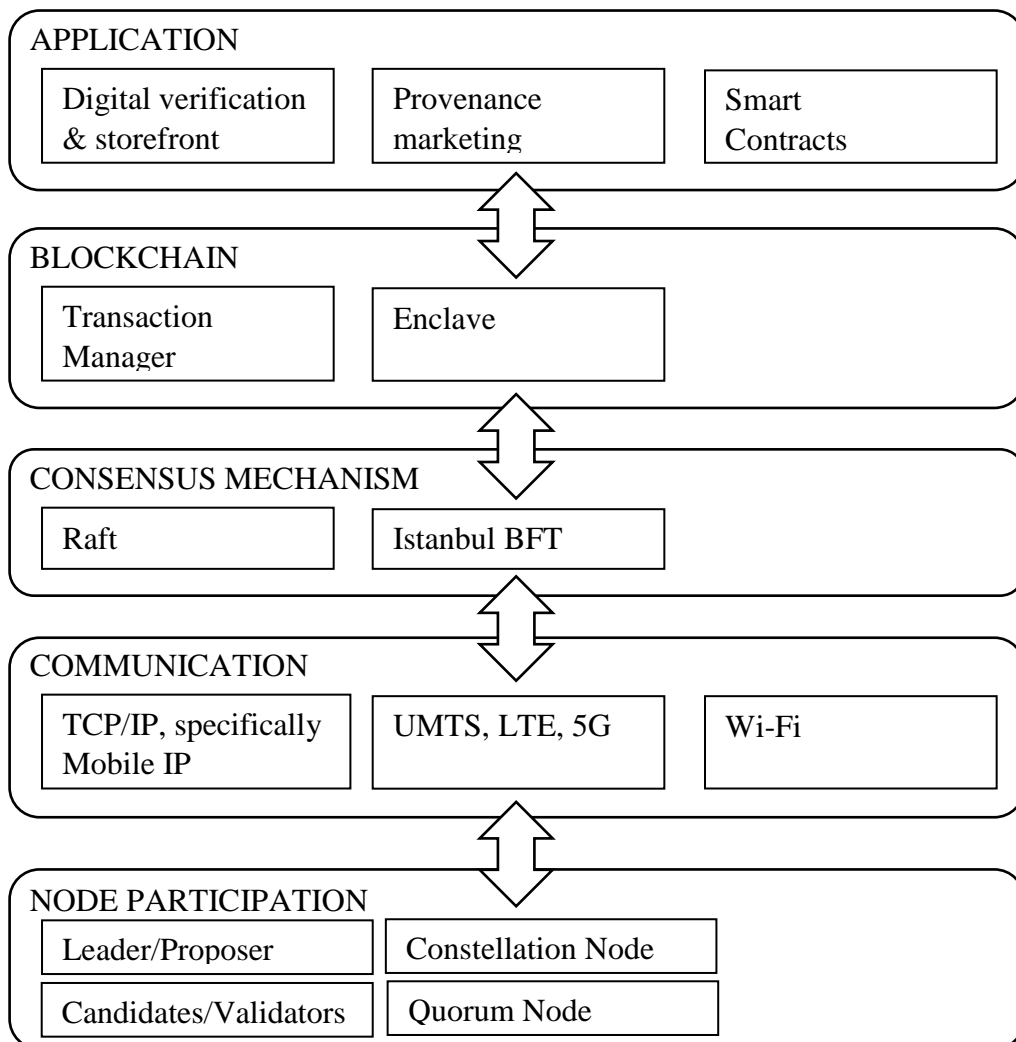 APPLICATION
Digital verification
& storefront
Provenance
marketing
Smart
Contracts
BLOCKCHAIN
Transaction
Manager
Enclave
CONSENSUS MECHANISM
Raft
Istanbul BFT
COMMUNICATION
TCP/IP, specifically
Mobile IP
UMTS, LTE, 5G
Wi-Fi
NODE PARTICIPATION
Leader/Proposer
Constellation Node
Candidates/Validators
Quorum Node